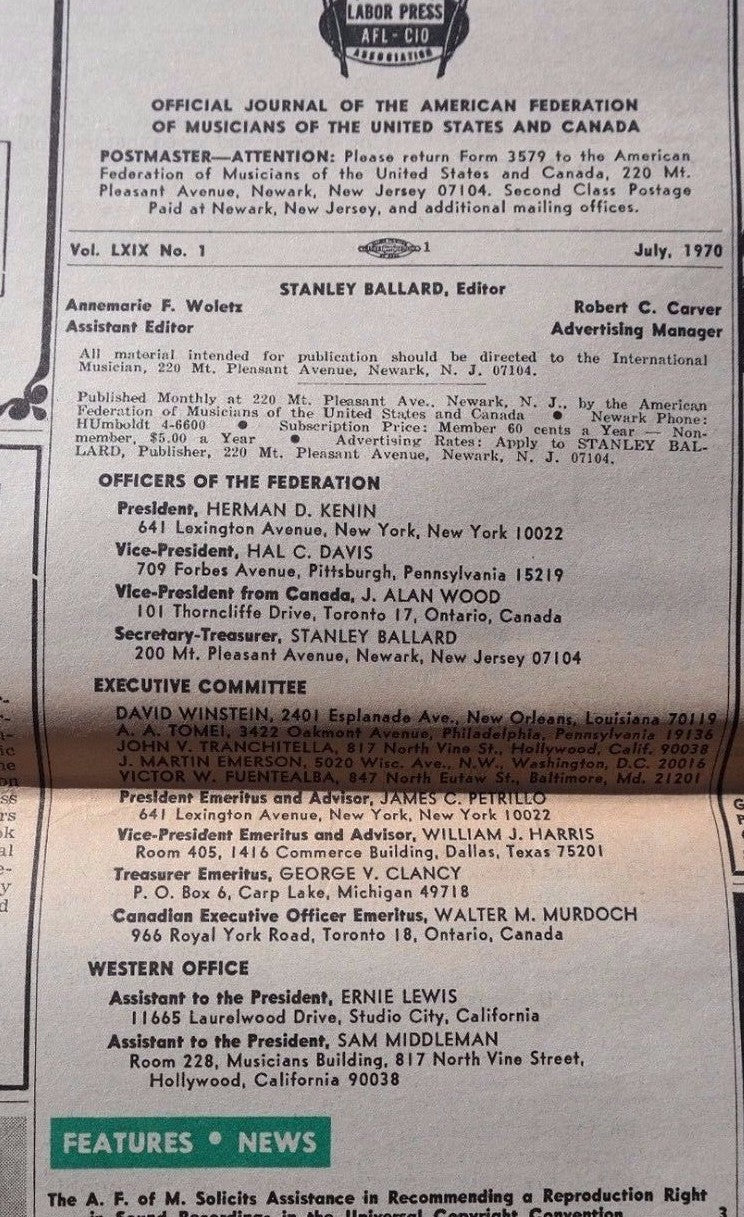 LABOR PRESS
AFL-CIO
ASSOCIATION
OFFICIAL JOURNAL OF THE AMERICAN FEDERATION
OF MUSICIANS OF THE UNITED STATES AND CANADA
POSTMASTER—ATTENTION: Please return Form 3579 to the American
Federation of Musicians of the United States and Canada, 220 Mt.
Pleasant Avenue, Newark, New Jersey 07104. Second Class Postage
Paid at Newark, New Jersey, and additional mailing offices.
Vol. LXIX No. 1 1 July, 1970
STANLEY BALLARD, Editor
Annemarie F. Woletz Robert C. Carver
Assistant Editor Advertising Manager
All material intended for publication should be directed to the International
Musician, 220 Mt. Pleasant Avenue, Newark, N. J. 07104.
Published Monthly at 220 Mt. Pleasant Ave., Newark, N. J., by the American
Federation of Musicians of the United States and Canada ● Newark Phone:
HUmboldt 4-6600 ● Subscription Price: Member 60 cents a Year — Non-
member, $5.00 a Year ● Advertising Rates: Apply to STANLEY BAL-
LARD, Publisher, 220 Mt. Pleasant Avenue, Newark, N. J. 07104.
OFFICERS OF THE FEDERATION
President, HERMAN D. KENIN
641 Lexington Avenue, New York, New York 10022
Vice-President, HAL C. DAVIS
709 Forbes Avenue, Pittsburgh, Pennsylvania 15219
Vice-President from Canada, J. ALAN WOOD
101 Thorncliffe Drive, Toronto 17, Ontario, Canada
Secretary-Treasurer, STANLEY BALLARD
200 Mt. Pleasant Avenue, Newark, New Jersey 07104
EXECUTIVE COMMITTEE
DAVID WINSTEIN, 2401 Esplanade Ave., New Orleans, Louisiana 70119
A. A. TOMEI, 3422 Oakmont Avenue, Philadelphia, Pennsylvania 19136
JOHN V. TRANCHITELLA, 817 North Vine St., Hollywood, Calif. 90038
J. MARTIN EMERSON, 5020 Wisc. Ave., N.W., Washington, D.C. 20016
VICTOR W. FUENTEALBA, 847 North Eutaw St., Baltimore, Md. 21201
President Emeritus and Advisor, JAMES C. PETRILLO
641 Lexington Avenue, New York, New York 10022
Vice-President Emeritus and Advisor, WILLIAM J. HARRIS
Room 405, 1416 Commerce Building, Dallas, Texas 75201
Treasurer Emeritus, GEORGE V. CLANCY
P. O. Box 6, Carp Lake, Michigan 49718
Canadian Executive Officer Emeritus, WALTER M. MURDOCH
966 Royal York Road, Toronto 18, Ontario, Canada
WESTERN OFFICE
Assistant to the President, ERNIE LEWIS
11665 Laurelwood Drive, Studio City, California
Assistant to the President, SAM MIDDLEMAN
Room 228, Musicians Building, 817 North Vine Street,
Hollywood, California 90038
FEATURES • NEWS
The A. F. of M. Solicits Assistance in Recommending a Reproduction Right
in Sound Recordings in the Universal Copyright Convention 3